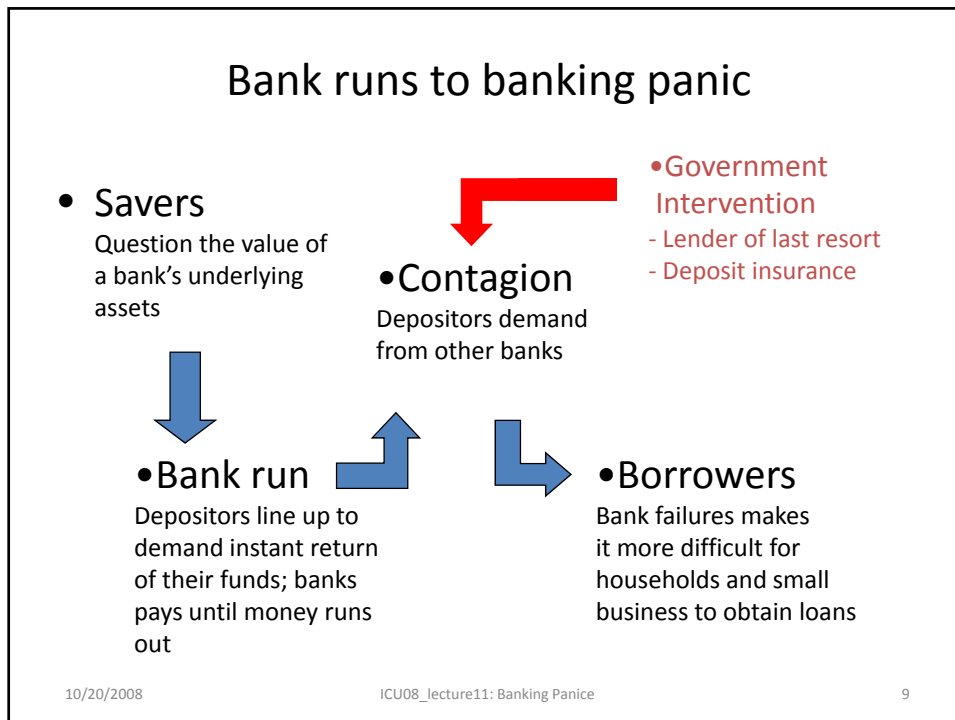 Bank runs to banking panic
• Savers
Question the value of
a bank's underlying
assets
•Bank run
Depositors line up to
demand instant return
of their funds; banks
pays until money runs
out
•Contagion
Depositors demand
from other banks
•Government
Intervention
- Lender of last resort
- Deposit insurance
•Borrowers
Bank failures makes
it more difficult for
households and small
business to obtain loans
10/20/2008
ICU08_lecture11: Banking Panice
9